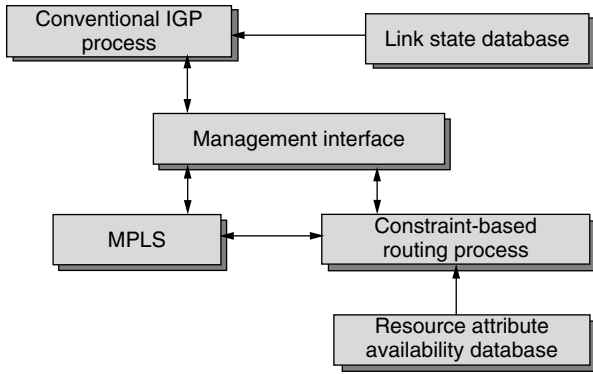 Conventional IGP
process
Link state database
Management interface
MPLS
Constraint-based
routing process
Resource attribute
availability database